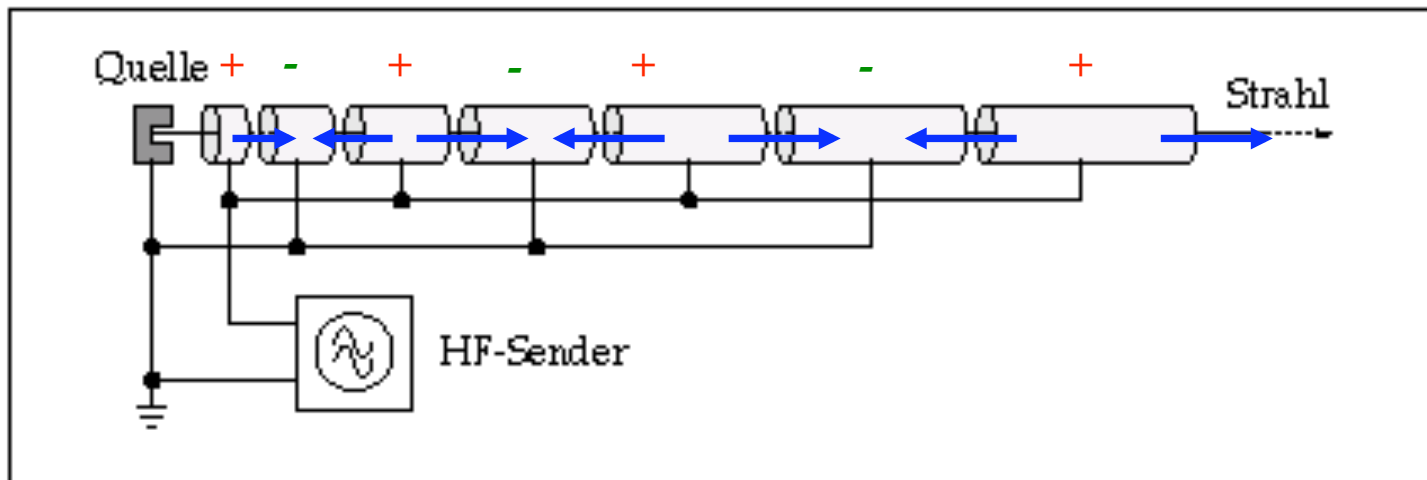 Quelle + - + - + - +
Strahl
HF-Sender